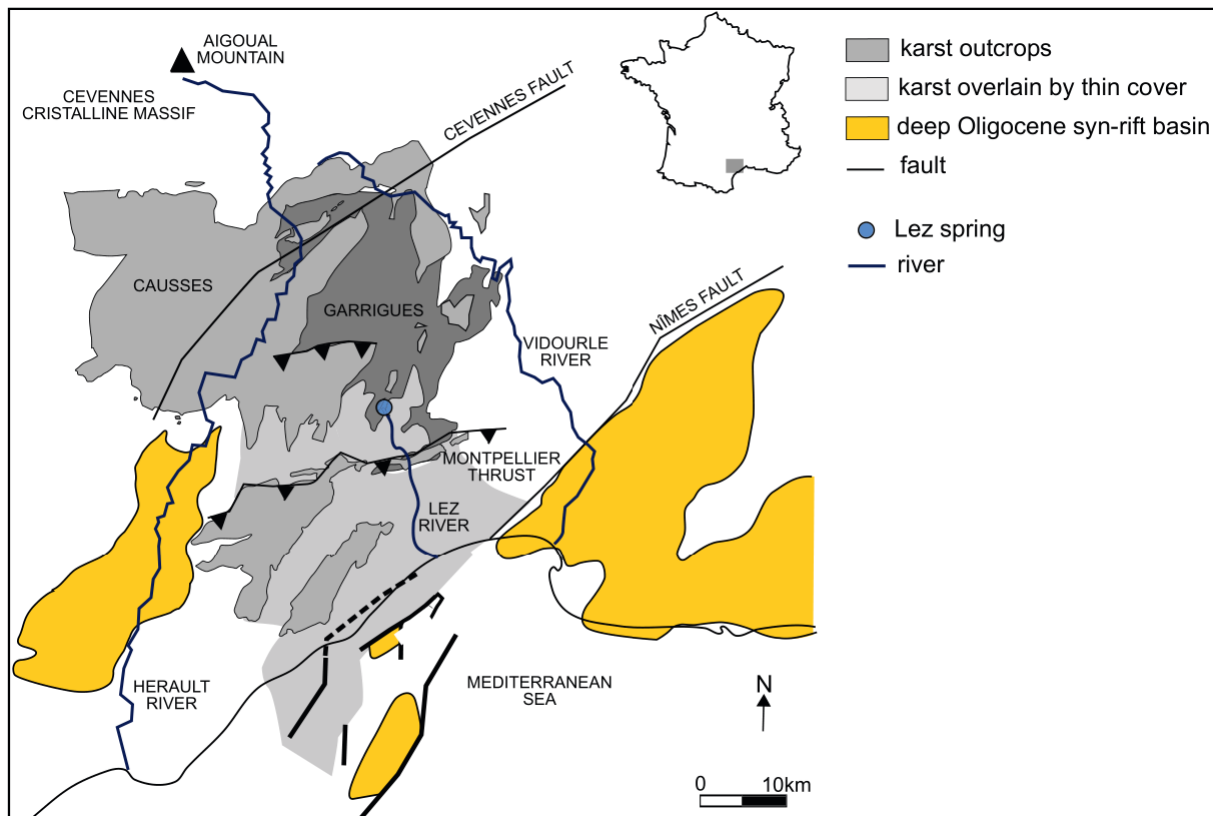 AIGOUAL
MOUNTAIN
CEVENNES
CRISTALLINE MASSIF
CEVENNES FAULT
CAUSSES
GARRIGUES
NÎMES FAULT
VIDOURLE
RIVER
MONTPELLIER
THRUST
LEZ
RIVER
HERAULT
RIVER
MEDITERRANEAN
SEA
N
0 10km
karst outcrops
karst overlain by thin cover
deep Oligocene syn-rift basin
fault
Lez spring
river